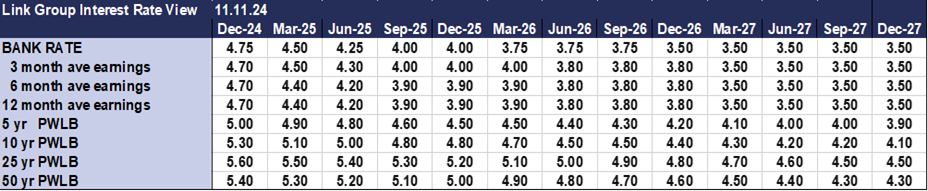 Link Group Interest Rate View 11.11.24
Dec-24 Mar-25 Jun-25 Sep-25 Dec-25 Mar-26 Jun-26 Sep-26 Dec-26 Mar-27 Jun-27 Sep-27 Dec-27
BANK RATE 4.75 4.50 4.25 4.00 4.00 3.75 3.75 3.75 3.50 3.50 3.50 3.50 3.50
3 month ave earnings 4.70 4.50 4.30 4.00 4.00 4.00 3.80 3.80 3.80 3.50 3.50 3.50 3.50
6 month ave earnings 4.70 4.40 4.20 3.90 3.90 3.90 3.80 3.80 3.80 3.50 3.50 3.50 3.50
12 month ave earnings 4.70 4.40 4.20 3.90 3.90 3.90 3.80 3.80 3.80 3.50 3.50 3.50 3.50
5 yr PWLB 5.00 4.90 4.80 4.60 4.50 4.50 4.40 4.30 4.20 4.10 4.00 4.00 3.90
10 yr PWLB 5.30 5.10 5.00 4.80 4.80 4.70 4.50 4.50 4.40 4.30 4.20 4.20 4.10
25 yr PWLB 5.60 5.50 5.40 5.30 5.20 5.10 5.00 4.90 4.80 4.70 4.60 4.50 4.50
50 yr PWLB 5.40 5.30 5.20 5.10 5.00 4.90 4.80 4.70 4.60 4.50 4.40 4.30 4.30